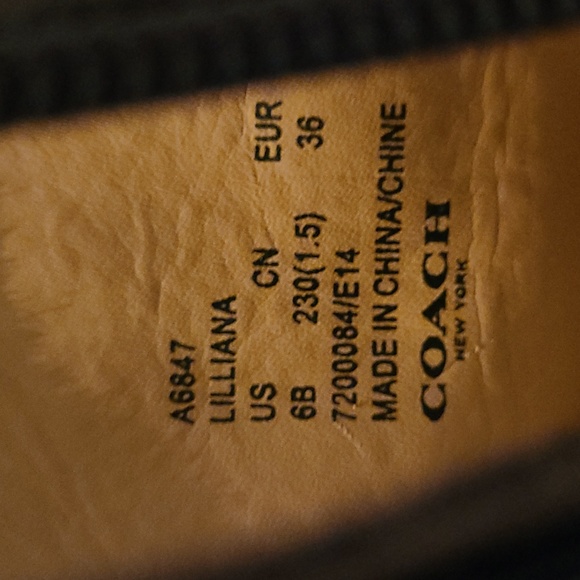 A6847
LILLIANA
US CN EUR
6B 230(1.5) 36
7200084/E14
MADE IN CHINA/CHINE
COACH
NEW YORK